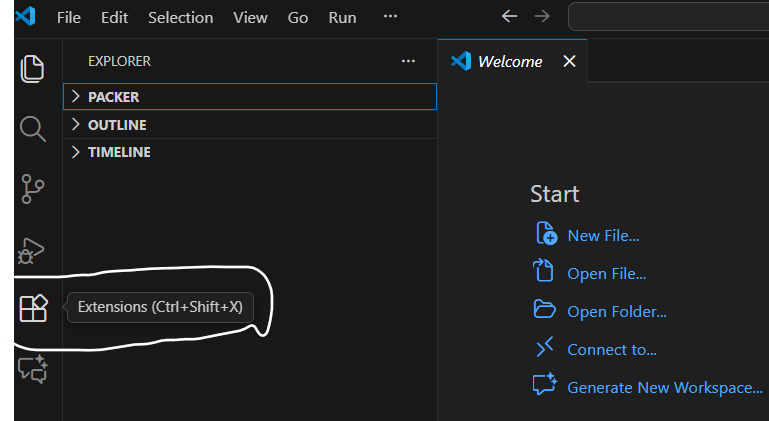 File Edit Selection View Go Run ···
EXPLORER ···
Welcome
PACKER
OUTLINE
TIMELINE
Start
New File...
Open File...
Extensions (Ctrl+Shift+X)
Open Folder...
Connect to...
Generate New Workspace...